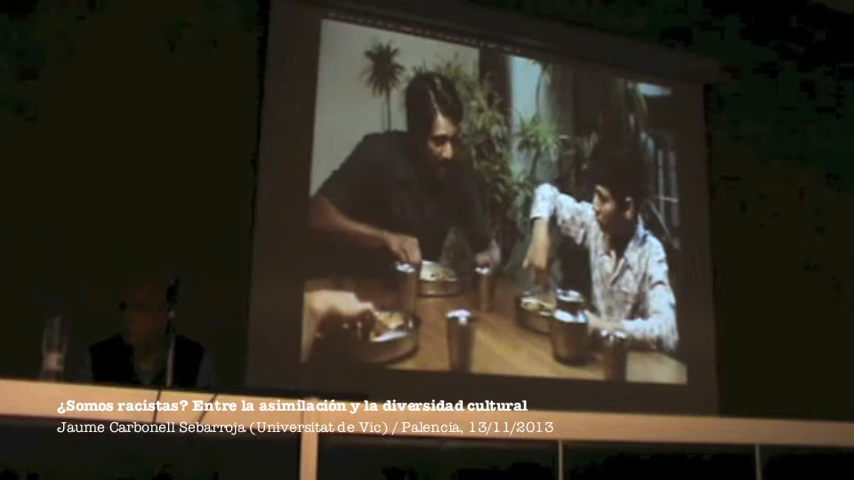 ¿Somos racistas? Entre la asimilación y la diversidad cultural
Jaume Carbonell Sebarroja (Universitat de Vic) / Palencia, 13/11/2013